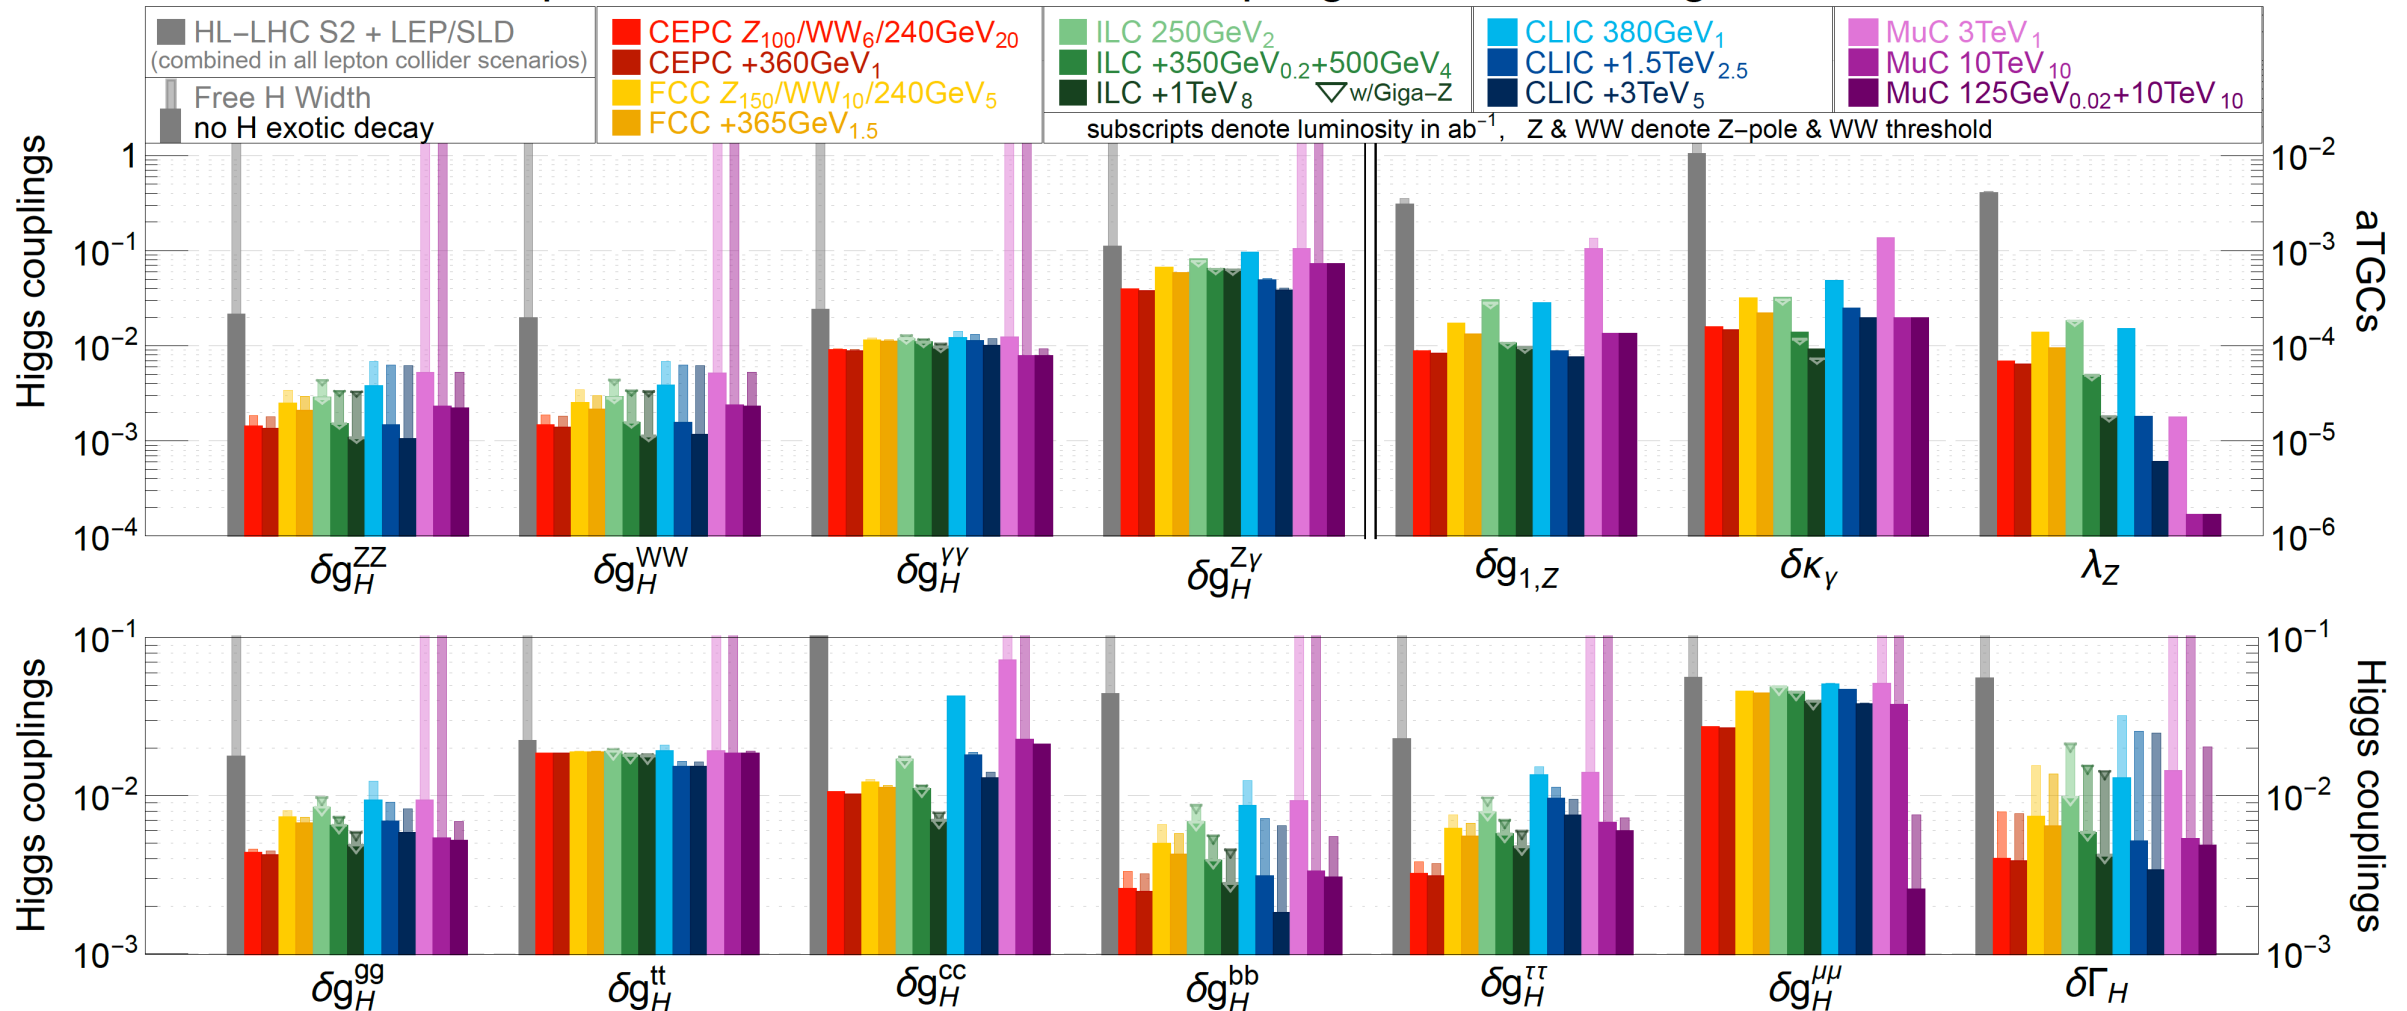 HL−LHC S2 + LEP/SLD
(combined in all lepton collider scenarios)
Free H Width
no H exotic decay
CEPC Z100/WW6/240GeV20
CEPC +360GeV1
FCC Z150/WW10/240GeV5
FCC +365GeV1.5
ILC 250GeV2
ILC +350GeV0.2+500GeV4
ILC +1TeV8 ▽w/Giga−Z
CLIC 380GeV1
CLIC +1.5TeV2.5
CLIC +3TeV5
MuC 3TeV1
MuC 10TeV10
MuC 125GeV0.02+10TeV10
subscripts denote luminosity in ab−1, Z & WW denote Z−pole & WW threshold
Higgs couplings
1
10−1
10−2
10−3
10−4
10−2
10−3
10−4
10−5
10−6
aTGCs
δgHZZ
δgHWW
δgHγγ
δgHZγ
δg1,Z
δκγ
λZ
Higgs couplings
10−1
10−2
10−3
10−1
10−2
10−3
Higgs couplings
δgHgg
δgHtt
δgHcc
δgHbb
δgHττ
δgHμμ
δΓH